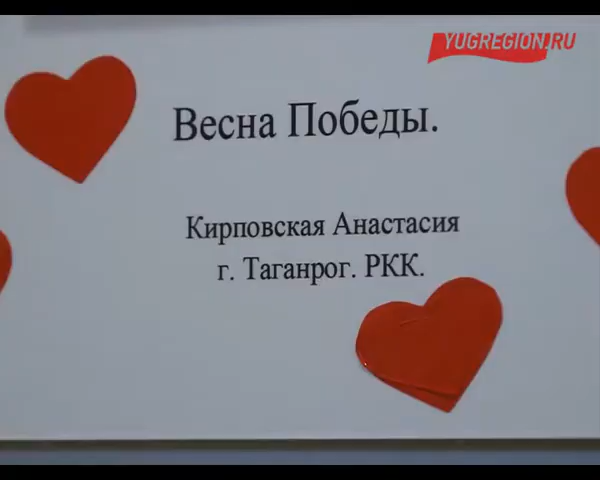 YUGREGION.RU
Весна Победы.
Кирповская Анастасия
г. Таганрог. РКК.